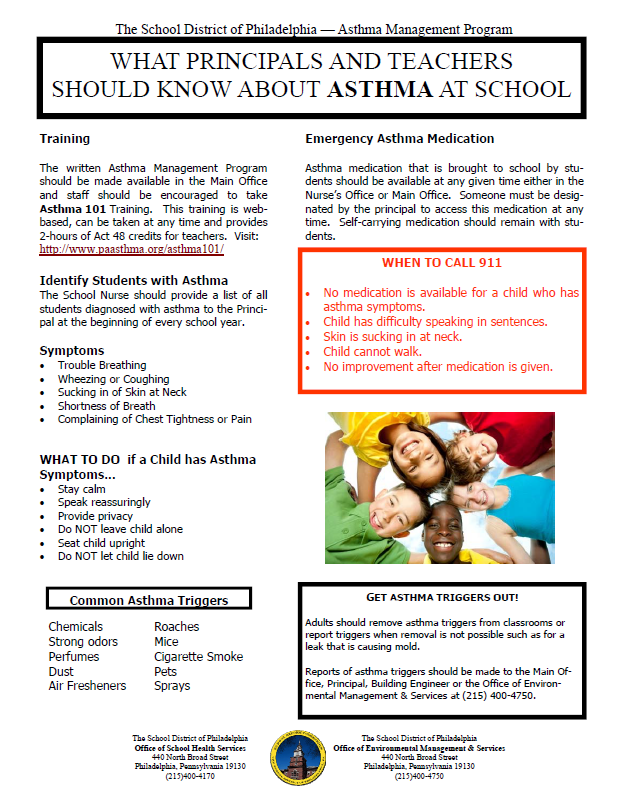 The School District of Philadelphia — Asthma Management Program
WHAT PRINCIPALS AND TEACHERS
SHOULD KNOW ABOUT ASTHMA AT SCHOOL
Training
The written Asthma Management Program
should be made available in the Main Office
and staff should be encouraged to take
Asthma 101 Training. This training is web-
based, can be taken at any time and provides
2-hours of Act 48 credits for teachers. Visit:
http://www.paasthma.org/asthma101/
Identify Students with Asthma
The School Nurse should provide a list of all
students diagnosed with asthma to the Princi-
pal at the beginning of every school year.
Symptoms
• Trouble Breathing
• Wheezing or Coughing
• Sucking in of Skin at Neck
• Shortness of Breath
• Complaining of Chest Tightness or Pain
WHAT TO DO if a Child has Asthma
Symptoms...
• Stay calm
• Speak reassuringly
• Provide privacy
• Do NOT leave child alone
• Seat child upright
• Do NOT let child lie down
Common Asthma Triggers
Chemicals
Strong odors
Perfumes
Dust
Air Fresheners
Roaches
Mice
Cigarette Smoke
Pets
Sprays
Emergency Asthma Medication
Asthma medication that is brought to school by stu-
dents should be available at any given time either in the
Nurse's Office or Main Office. Someone must be desig-
nated by the principal to access this medication at any
time. Self-carrying medication should remain with stu-
dents.
WHEN TO CALL 911
• No medication is available for a child who has
asthma symptoms.
• Child has difficulty speaking in sentences.
• Skin is sucking in at neck.
• Child cannot walk.
• No improvement after medication is given.
GET ASTHMA TRIGGERS OUT!
Adults should remove asthma triggers from classrooms or
report triggers when removal is not possible such as for a
leak that is causing mold.
Reports of asthma triggers should be made to the Main Of-
fice, Principal, Building Engineer or the Office of Environ-
mental Management & Services at (215) 400-4750.
The School District of Philadelphia
Office of School Health Services
440 North Broad Street
Philadelphia, Pennsylvania 19130
(215)400-4170
The School District of Philadelphia
Office of Environmental Management & Services
440 North Broad Street
Philadelphia, Pennsylvania 19130
(215)400-4750